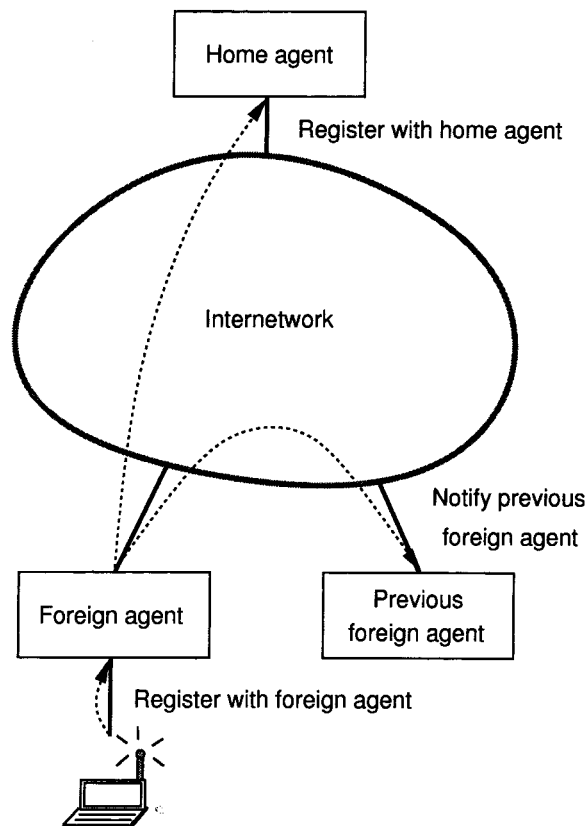 Home agent
Register with home agent
Internetwork
Notify previous
foreign agent
Foreign agent
Previous
foreign agent
Register with foreign agent